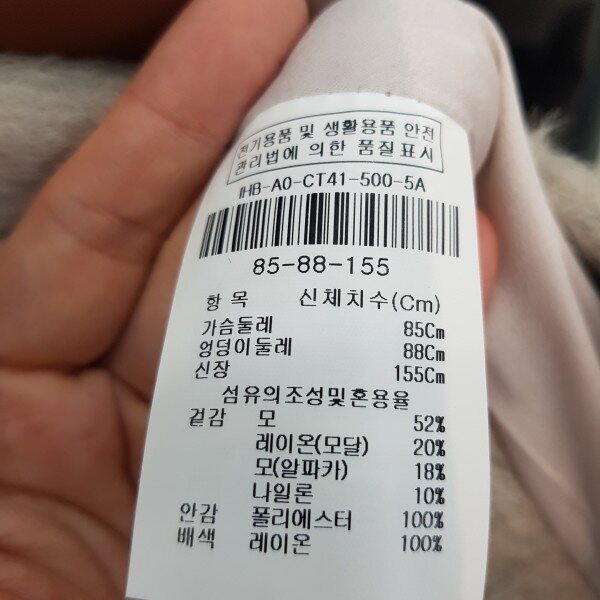 전기용품 및 생활용품 안전
관리법에 의한 품질표시
IHB-A0-CT41-500-5A
85-88-155
항 목 신체치수(Cm)
가슴둘레 85Cm
엉덩이둘레 88Cm
신장 155Cm
섬유의조성및혼용율
겉감 모 52%
레이온(모달) 20%
모(알파카) 18%
나일론 10%
안감 폴리에스터 100%
배색 레이온 100%